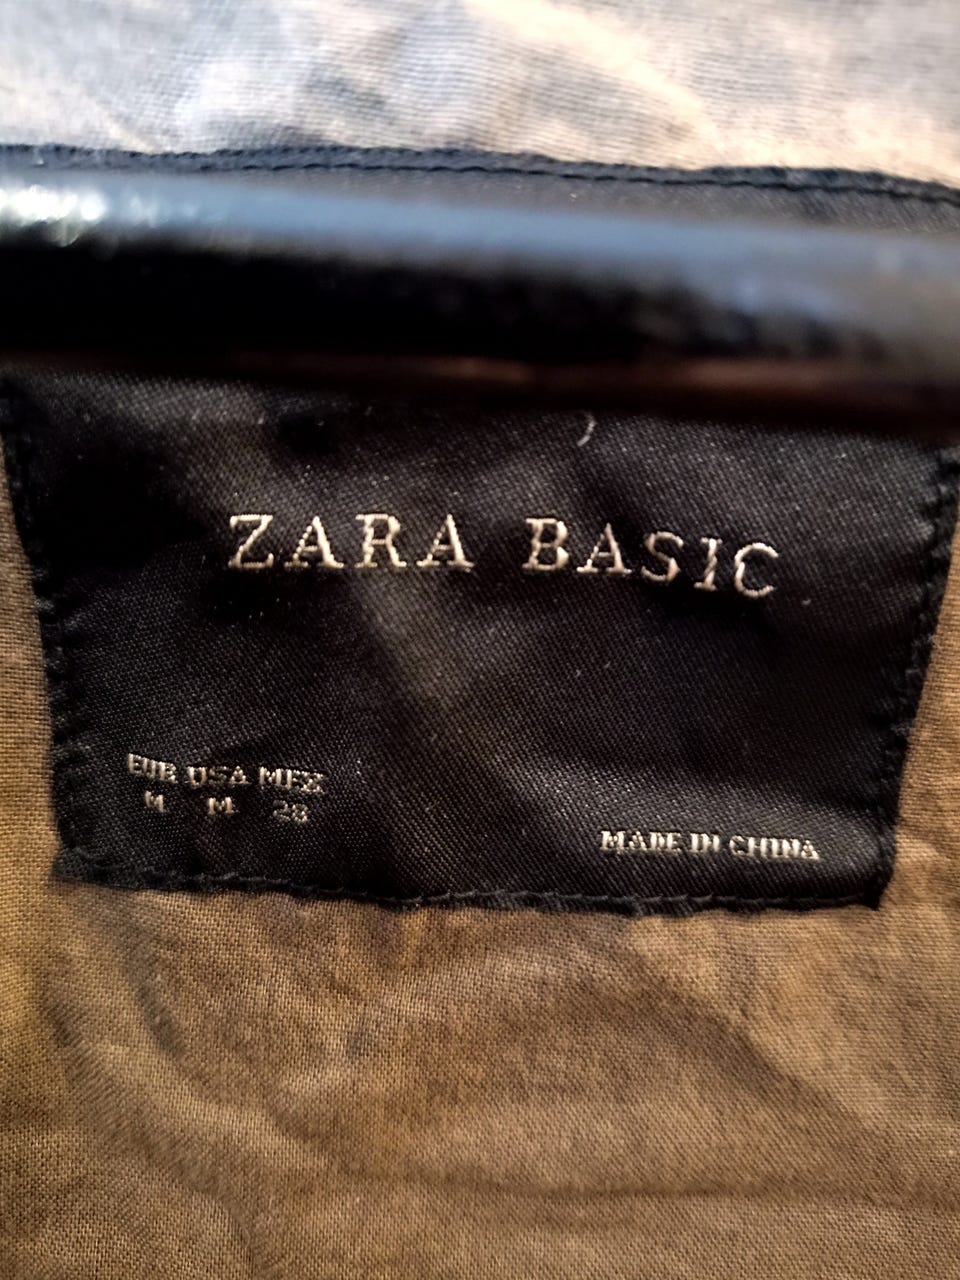 ZARA BASIC
EUR USA MEX
M M 28
MADE IN CHINA